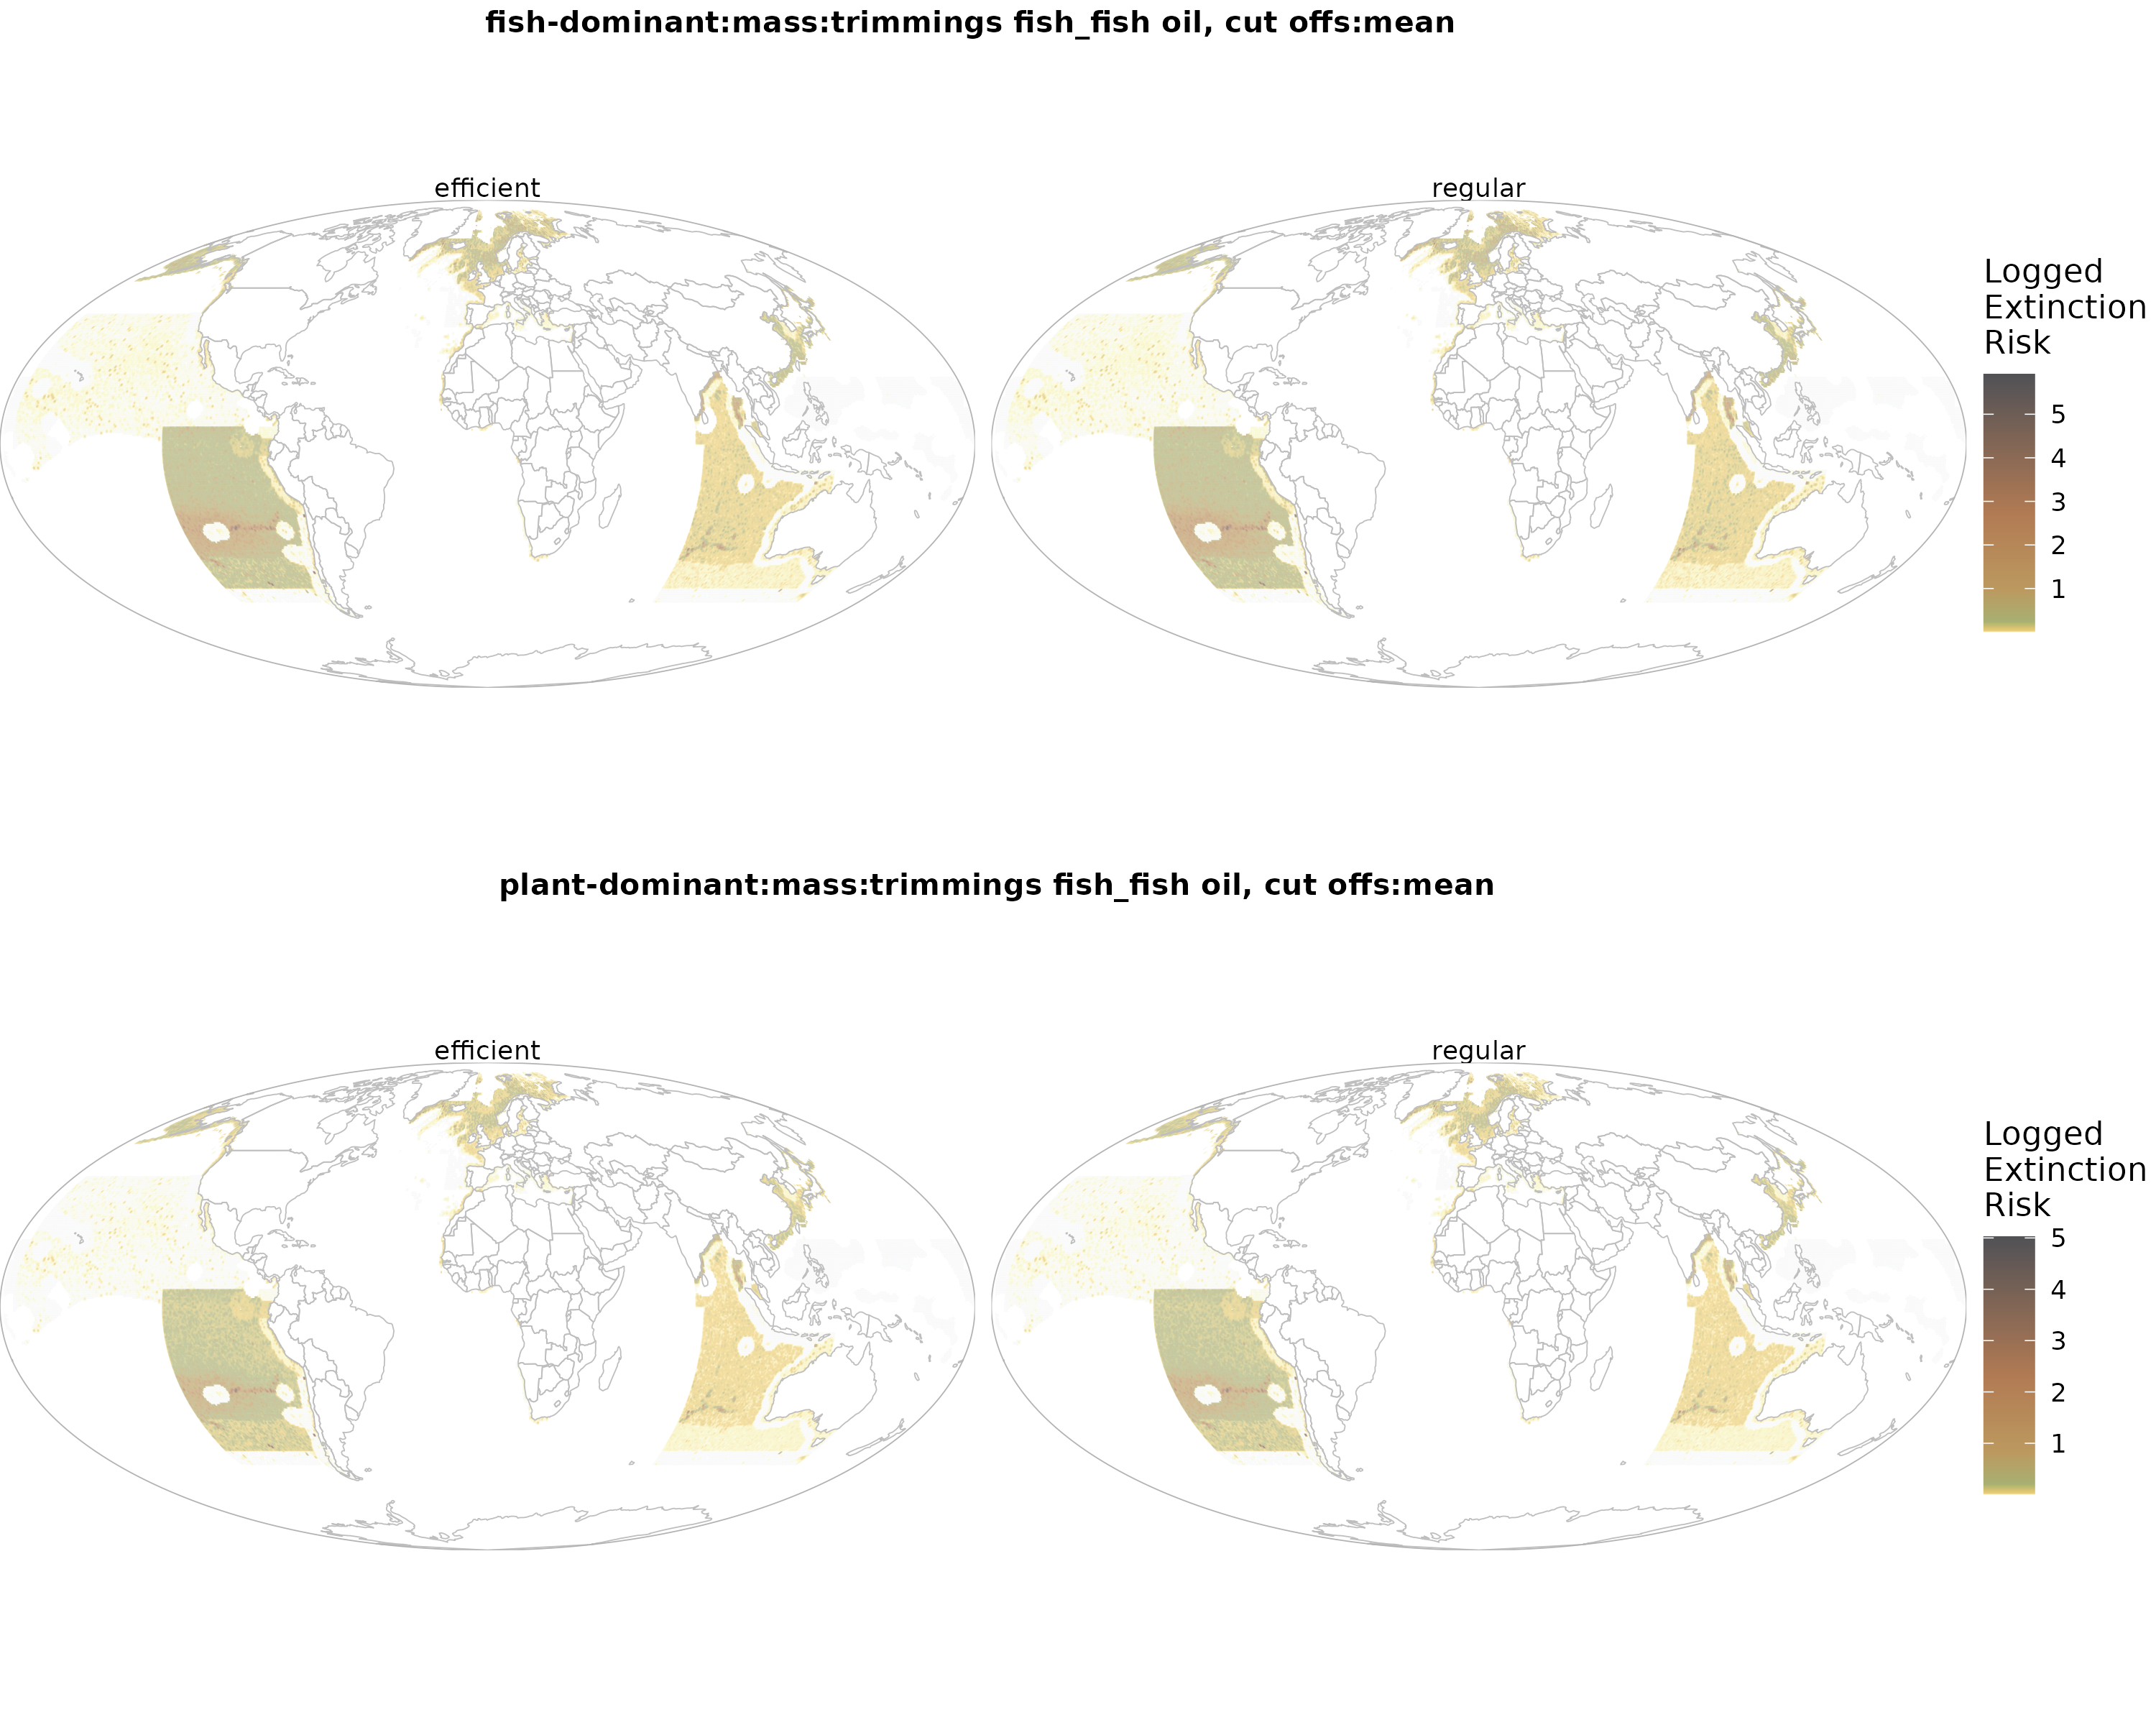 fish-dominant:mass:trimmings fish_fish oil, cut offs:mean
efficient
regular
Logged
Extinction
Risk
5
4
3
2
1
plant-dominant:mass:trimmings fish_fish oil, cut offs:mean
efficient
regular
Logged
Extinction
Risk
5
4
3
2
1